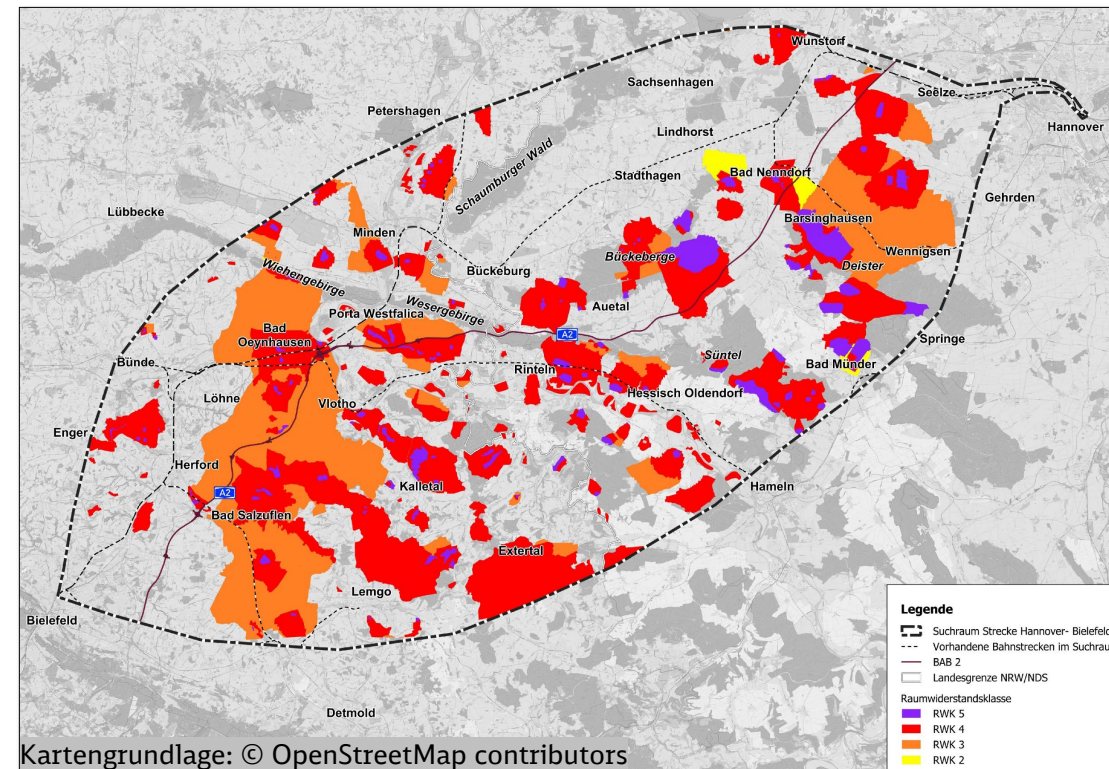 Wunstorf
Sachsenhagen
Seelze
Petershagen
Hannover
Lindhorst
Schaumburger Wald
Bad Nenndorf
Stadthagen
Gehrden
Lübbecke
Barsinghausen
Minden
Wennigsen
Bückeberge
Deister
Wiehengebirge
Bückeburg
Wesergebirge
Auetal
Porta Westfalica
Bad
Oeynhausen
A2
Springe
Süntel
Bünde
Rinteln
Bad Münder
Löhne
Vlotho
Hessisch Oldendorf
Enger
Herford
Kalletal
Hameln
A2
Bad Salzuflen
Extertal
Lemgo
Bielefeld
Detmold
Legende
Suchraum Strecke Hannover- Bielefeld
Vorhandene Bahnstrecken im Suchrau
BAB 2
Landesgrenze NRW/NDS
Raumwiderstandsklasse
RWK 5
RWK 4
RWK 3
RWK 2
Kartengrundlage: © OpenStreetMap contributors